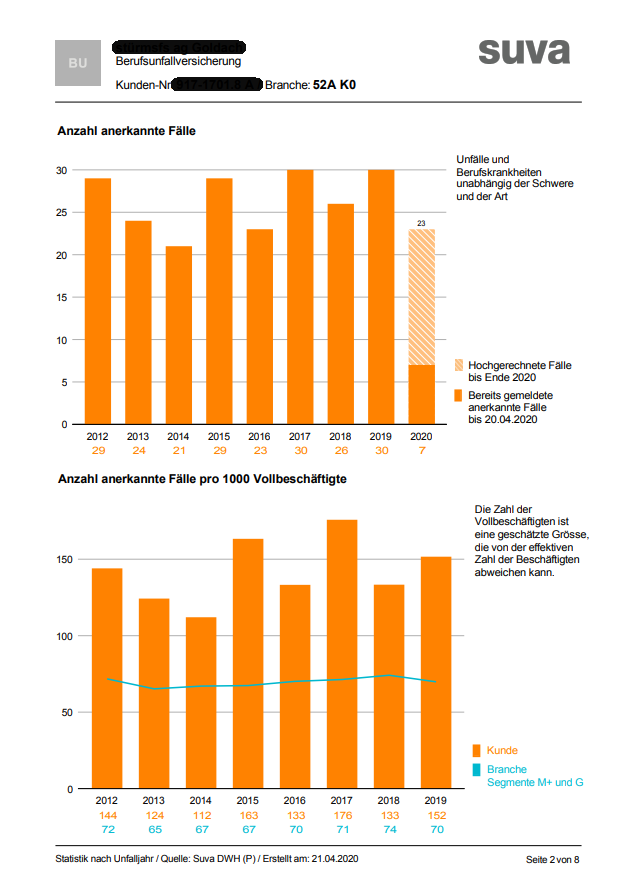 BU
Berufsunfallversicherung
suva
Kunden-Nr Branche: 52A K0
Anzahl anerkannte Fälle
Unfälle und
Berufskrankheiten
unabhängig der Schwere
und der Art
30
25
20
15
10
5
0
23
Hochgerechnete Fälle
bis Ende 2020
Bereits gemeldete
anerkannte Fälle
bis 20.04.2020
2012 2013 2014 2015 2016 2017 2018 2019 2020
29 24 21 29 23 30 26 30 7
Anzahl anerkannte Fälle pro 1000 Vollbeschäftigte
Die Zahl der
Vollbeschäftigten ist
eine geschätzte Grösse,
die von der effektiven
Zahl der Beschäftigten
abweichen kann.
150
100
50
0
Kunde
Branche
Segmente M+ und G
2012 2013 2014 2015 2016 2017 2018 2019
144 124 112 163 133 176 133 152
72 65 67 67 70 71 74 70
Statistik nach Unfalljahr / Quelle: Suva DWH (P) / Erstellt am: 21.04.2020
Seite 2 von 8